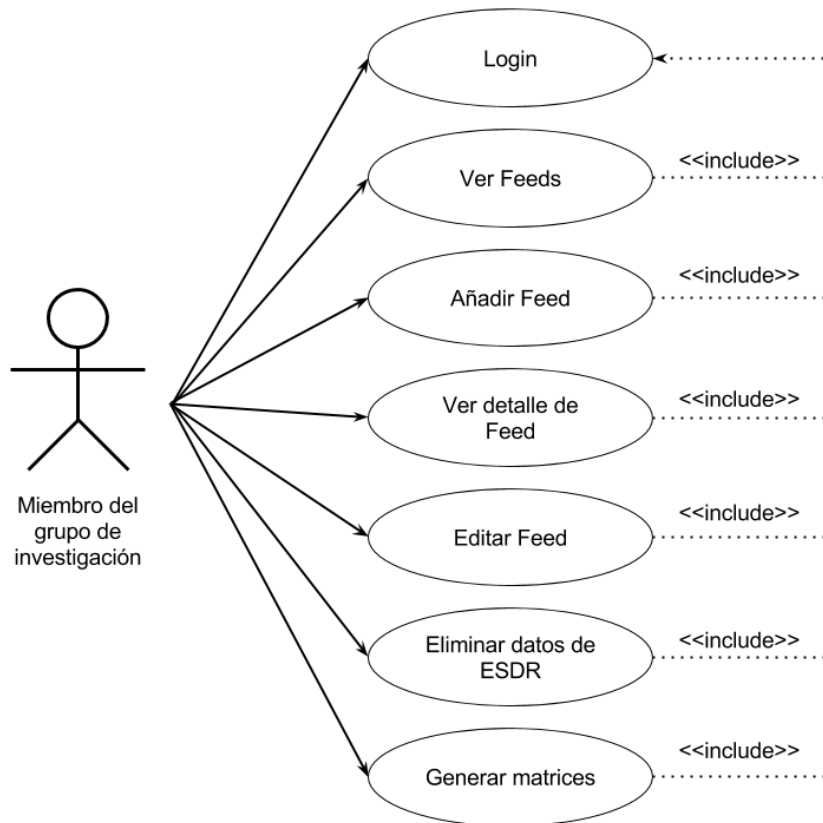 Login
Ver Feeds
<<include>>
Añadir Feed
<<include>>
Ver detalle de
Feed
<<include>>
Miembro del
grupo de
investigación
Editar Feed
<<include>>
Eliminar datos de
ESDR
<<include>>
Generar matrices
<<include>>